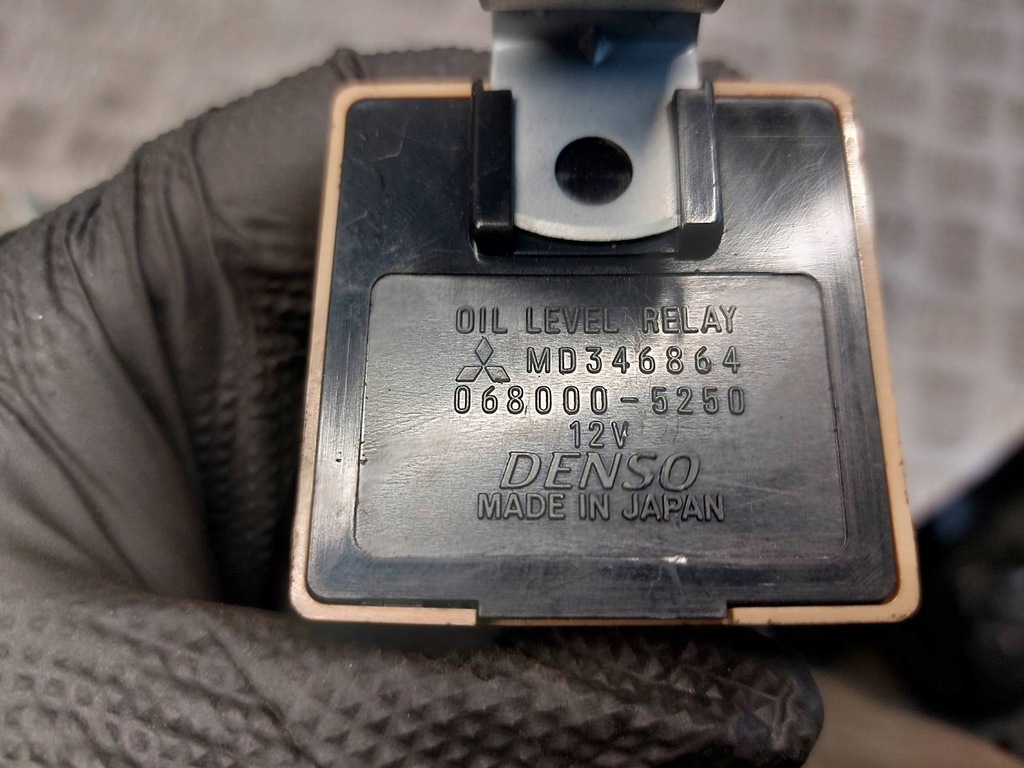 OIL LEVEL RELAY
MD346864
068000-5250
12V
DENSO
MADE IN JAPAN